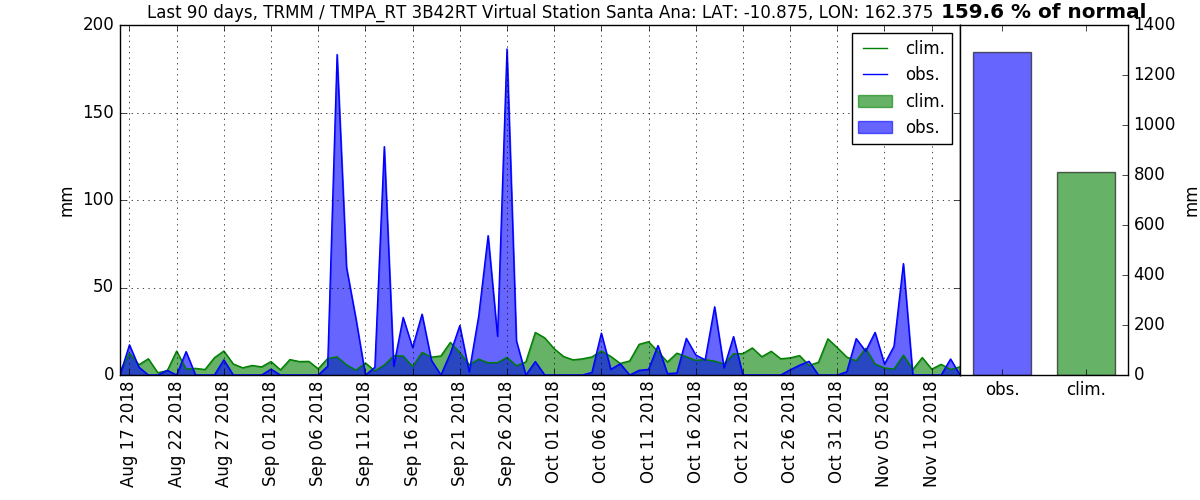 Last 90 days, TRMM / TMPA_RT 3B42RT Virtual Station Santa Ana: LAT: -10.875, LON: 162.375 159.6 % of normal
200
150
100
50
0
mm
clim.
obs.
clim.
obs.
1400
1200
1000
800
600
400
200
0
mm
Aug 17 2018
Aug 22 2018
Aug 27 2018
Sep 01 2018
Sep 06 2018
Sep 11 2018
Sep 16 2018
Sep 21 2018
Sep 26 2018
Oct 01 2018
Oct 06 2018
Oct 11 2018
Oct 16 2018
Oct 21 2018
Oct 26 2018
Oct 31 2018
Nov 05 2018
Nov 10 2018
obs.
clim.